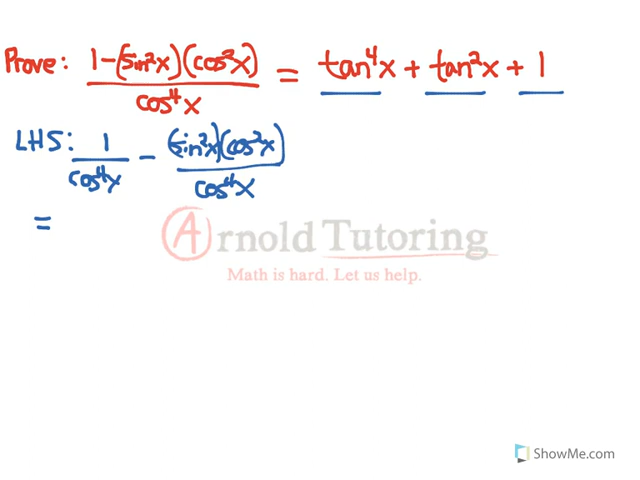 Prove: 1-(sin²x)(cos²x) / cos⁴x = tan⁴x + tan²x + 1
LHS: 1 / cos⁴x - (sin²x)(cos²x) / cos⁴x
=
Arnold Tutoring
Math is hard. Let us help.
ShowMe.com